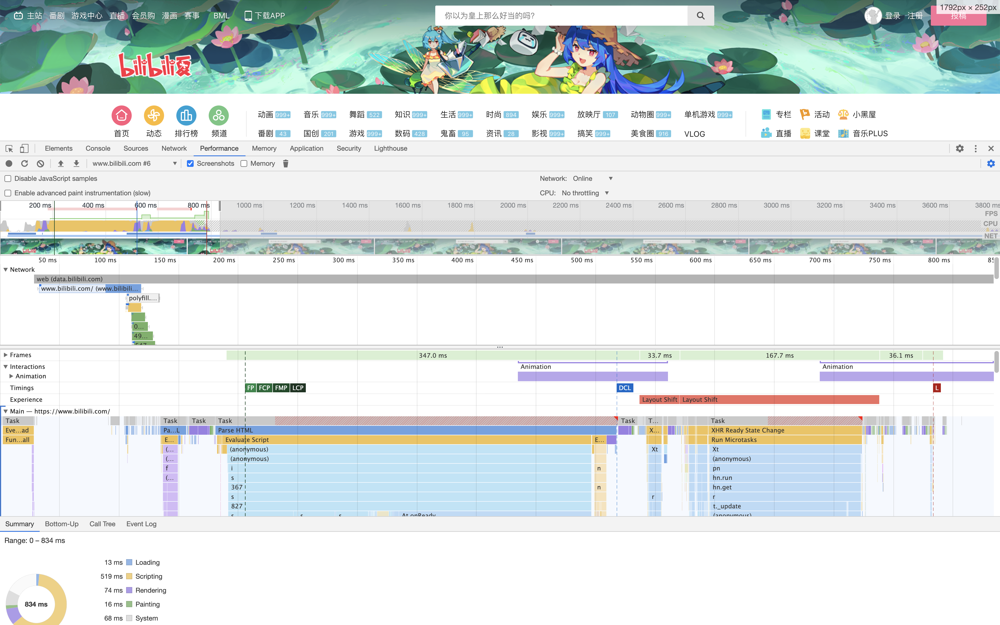 1792px × 252px
主站 番剧 游戏中心 直播 会员购 漫画 赛事 BML 下载APP 你以为皇上那么好当的吗? 登录 注册 投稿
bilibili夏
动画 999+ 音乐 999+ 舞蹈 522 知识 999+ 生活 999+ 时尚 894 娱乐 999+ 放映厅 107 动物圈 999+ 单机游戏 999+ 专栏 活动 小黑屋
首页 动态 排行榜 频道 番剧 43 国创 201 游戏 999+ 数码 428 鬼畜 95 资讯 28 影视 999+ 搞笑 999+ 美食圈 916 VLOG 直播 课堂 音乐PLUS
Elements Console Sources Network Performance Memory Application Security Lighthouse
www.bilibili.com #6 Screenshots Memory
Disable JavaScript samples Network: Online
Enable advanced paint instrumentation (slow) CPU: No throttling
200 ms 400 ms 600 ms 800 ms 1000 ms 1200 ms 1400 ms 1600 ms 1800 ms 2000 ms 2200 ms 2400 ms 2600 ms 2800 ms 3000 ms 3200 ms 3400 ms 3600 ms 3800 ms
FPS
CPU
NET
50 ms 100 ms 150 ms 200 ms 250 ms 300 ms 350 ms 400 ms 450 ms 500 ms 550 ms 600 ms 650 ms 700 ms 750 ms 800 ms 85
Network
web (data.bilibili.com)
www.bilibili.com/ (www.bilibili...
polyfill....
0...
49...
547
Frames 347.0 ms 33.7 ms 167.7 ms 36.1 ms
Interactions Animation Animation
Animation
Timings FP FCP FMP LCP DCL L
Experience Layout Shift Layout Shift
Main — https://www.bilibili.com/
Task Task Task Task Task T... Task
Eve...ad Pa...L Parse HTML X... XHR Ready State Change
Fun...all E... Evaluate Script E... Run Microtasks
(... (anonymous) Xt Xt
(... (anonymous) (anonymous)
f i n pn
(... s hn.run
367 n hn.get
s r r
827 t._update
s s s At.onReady (anonymous)
Summary Bottom-Up Call Tree Event Log
Range: 0 – 834 ms
13 ms Loading
519 ms Scripting
74 ms Rendering
834 ms 16 ms Painting
68 ms System